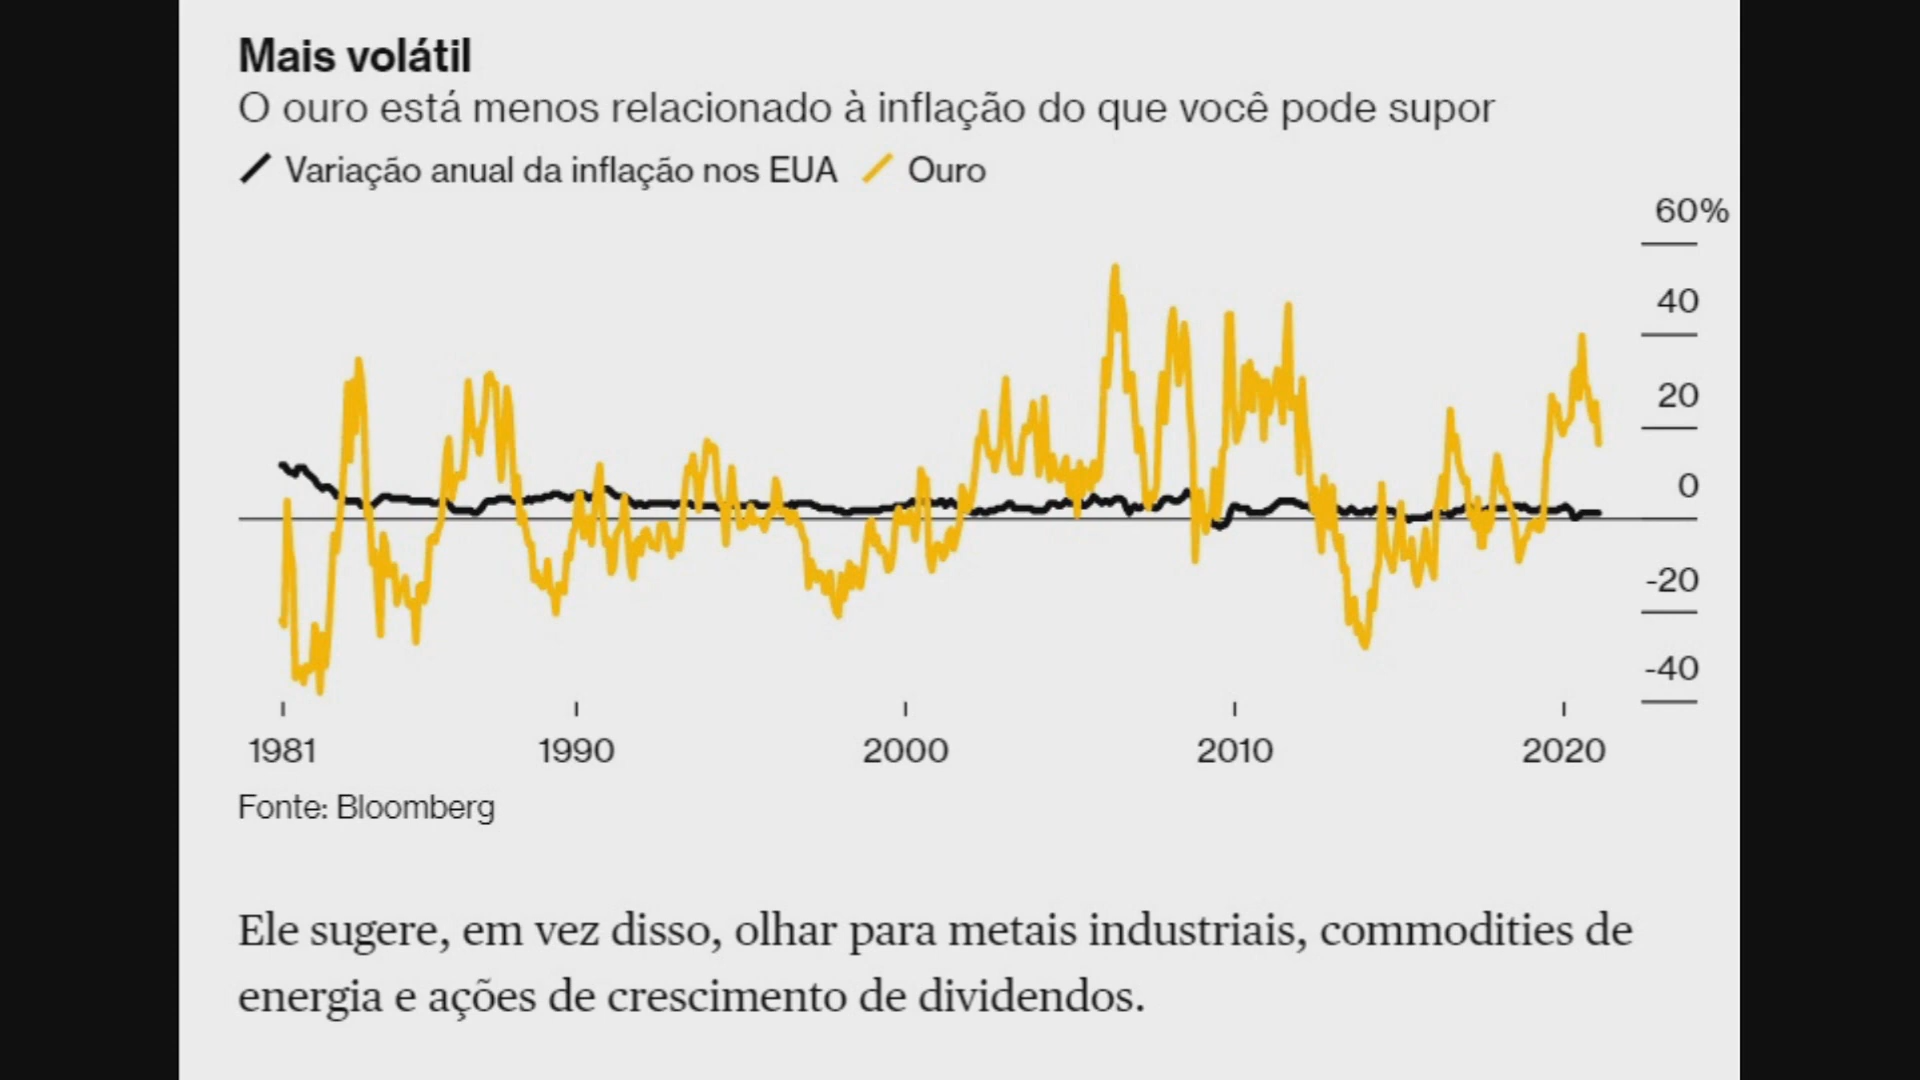 Mais volátil
O ouro está menos relacionado à inflação do que você pode supor
Variação anual da inflação nos EUA Ouro
60%
40
20
0
-20
-40
1981 1990 2000 2010 2020
Fonte: Bloomberg
Ele sugere, em vez disso, olhar para metais industriais, commodities de
energia e ações de crescimento de dividendos.